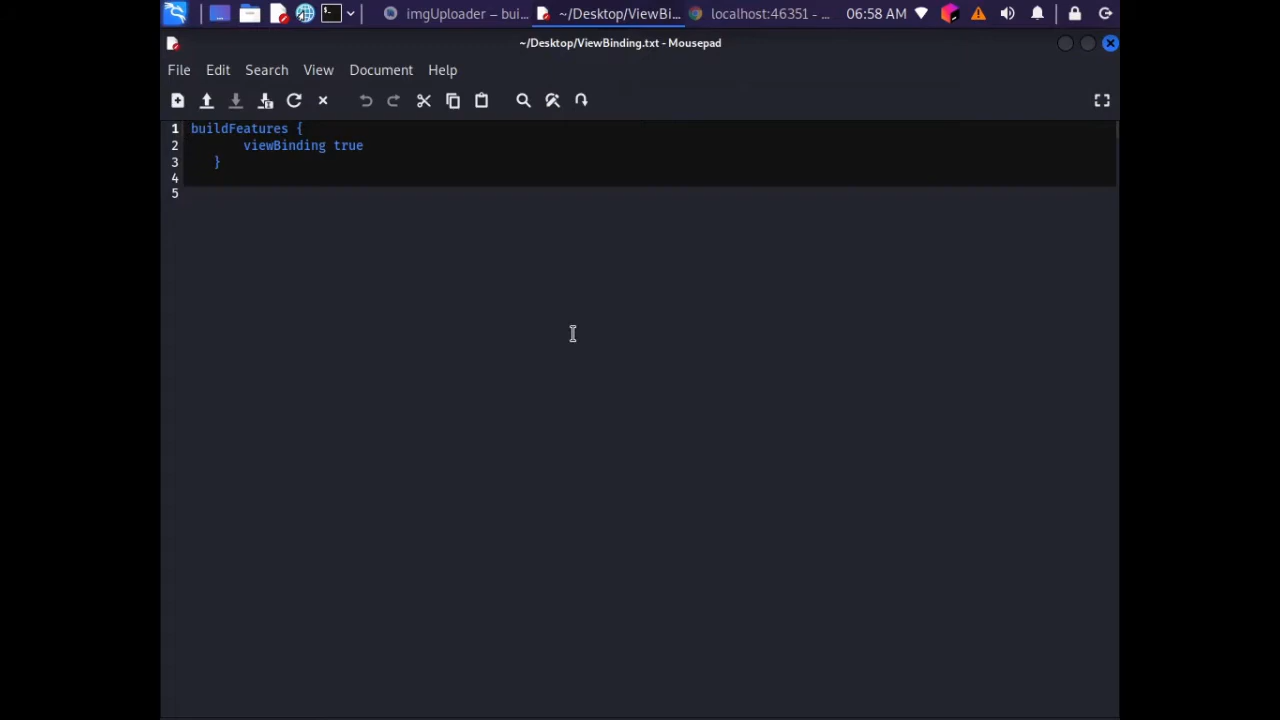 imgUploader – bui...
~/Desktop/ViewBi...
localhost:46351 - ...
06:58 AM
~/Desktop/ViewBinding.txt - Mousepad
File Edit Search View Document Help
1 buildFeatures {
2 viewBinding true
3 }
4
5